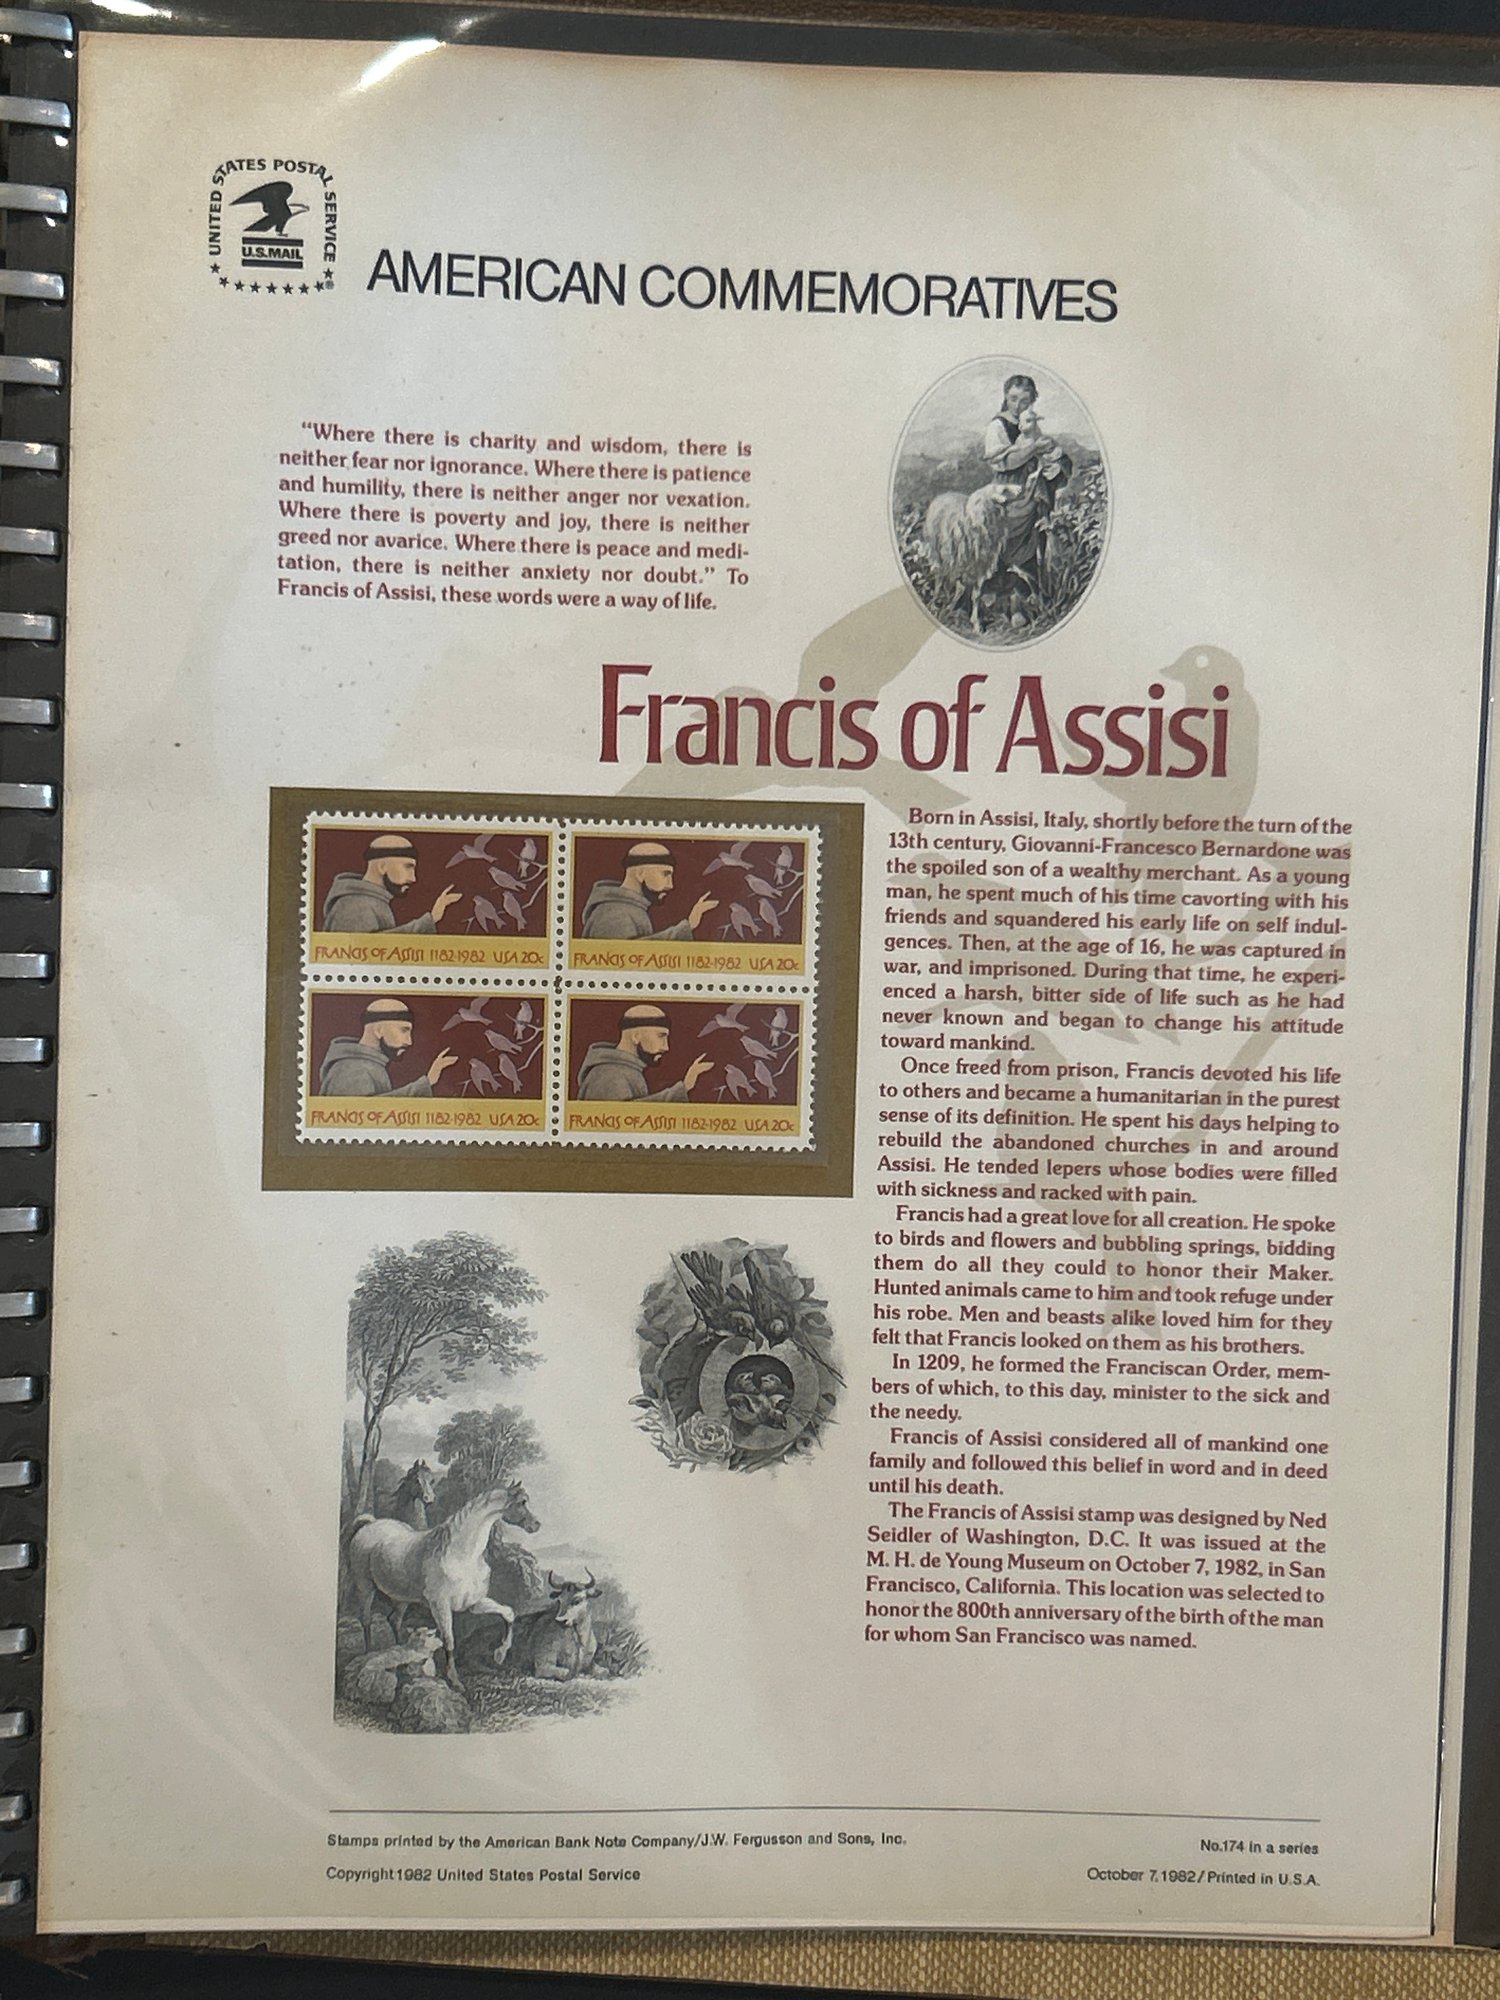 UNITED STATES POSTAL SERVICE
U.S.MAIL
AMERICAN COMMEMORATIVES
“Where there is charity and wisdom, there is
neither fear nor ignorance. Where there is patience
and humility, there is neither anger nor vexation.
Where there is poverty and joy, there is neither
greed nor avarice. Where there is peace and medi-
tation, there is neither anxiety nor doubt.” To
Francis of Assisi, these words were a way of life.
Francis of Assisi
FRANCIS OF ASSISI 1182-1982 USA 20c
FRANCIS OF ASSISI 1182-1982 USA 20c
FRANCIS OF ASSISI 1182-1982 USA 20c
FRANCIS OF ASSISI 1182-1982 USA 20c
Born in Assisi, Italy, shortly before the turn of the
13th century, Giovanni-Francesco Bernardone was
the spoiled son of a wealthy merchant. As a young
man, he spent much of his time cavorting with his
friends and squandered his early life on self indul-
gences. Then, at the age of 16, he was captured in
war, and imprisoned. During that time, he experi-
enced a harsh, bitter side of life such as he had
never known and began to change his attitude
toward mankind.
Once freed from prison, Francis devoted his life
to others and became a humanitarian in the purest
sense of its definition. He spent his days helping to
rebuild the abandoned churches in and around
Assisi. He tended lepers whose bodies were filled
with sickness and racked with pain.
Francis had a great love for all creation. He spoke
to birds and flowers and bubbling springs, bidding
them do all they could to honor their Maker.
Hunted animals came to him and took refuge under
his robe. Men and beasts alike loved him for they
felt that Francis looked on them as his brothers.
In 1209, he formed the Franciscan Order, mem-
bers of which, to this day, minister to the sick and
the needy.
Francis of Assisi considered all of mankind one
family and followed this belief in word and in deed
until his death.
The Francis of Assisi stamp was designed by Ned
Seidler of Washington, D.C. It was issued at the
M. H. de Young Museum on October 7, 1982, in San
Francisco, California. This location was selected to
honor the 800th anniversary of the birth of the man
for whom San Francisco was named.
Stamps printed by the American Bank Note Company/J.W. Fergusson and Sons, Inc.
No.174 in a series
Copyright 1982 United States Postal Service
October 7, 1982/Printed in U.S.A.